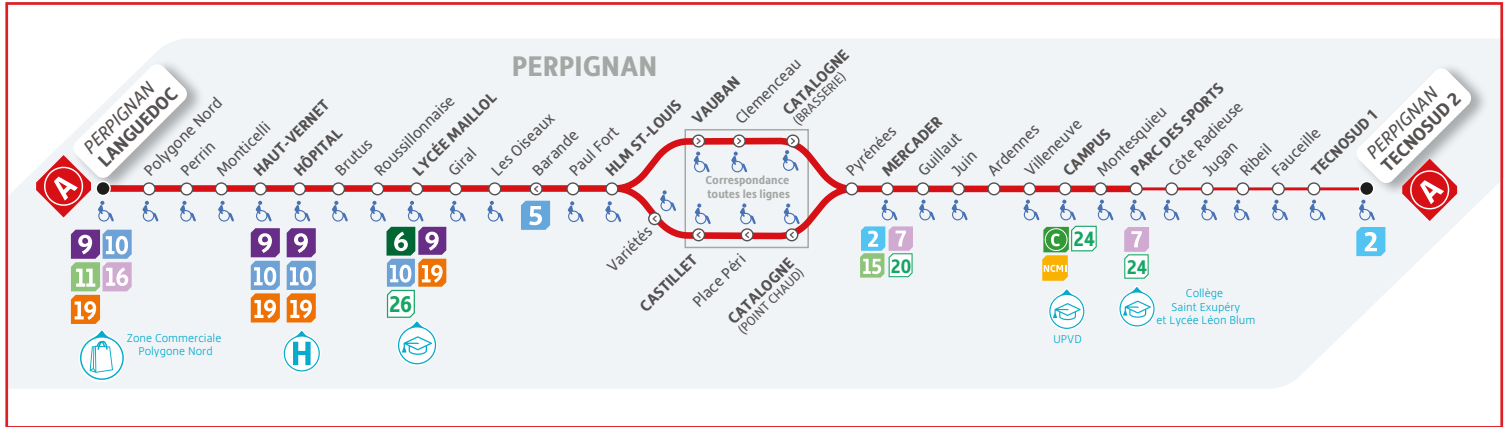 PERPIGNAN
A
PERPIGNAN
LANGUEDOC
Polygone Nord
Perrin
Monticelli
HAUT-VERNET
HÔPITAL
Brutus
Roussillonnaise
LYCÉE MAILLOL
Giral
Les Oiseaux
Barande
Paul Fort
HLM ST-LOUIS
VAUBAN
Clemenceau
CATALOGNE
(BRASSERIE)
Correspondance
toutes les lignes
Variétés
CASTILLET
Place Péri
CATALOGNE
(POINT CHAUD)
Pyrénées
MERCADER
Guillaut
Juin
Ardennes
Villeneuve
CAMPUS
Montesquieu
PARC DES SPORTS
Côte Radieuse
Jugan
Ribeil
Fauceille
TECNOSUD 1
PERPIGNAN
TECNOSUD 2
A
9 10
11 16
19
Zone Commerciale
Polygone Nord
9
10
19
9
10
19
H
6 9
10 19
26
5
2 7
15 20
C 24
NCMI
UPVD
7
24
Collège
Saint Exupéry
et Lycée Léon Blum
2